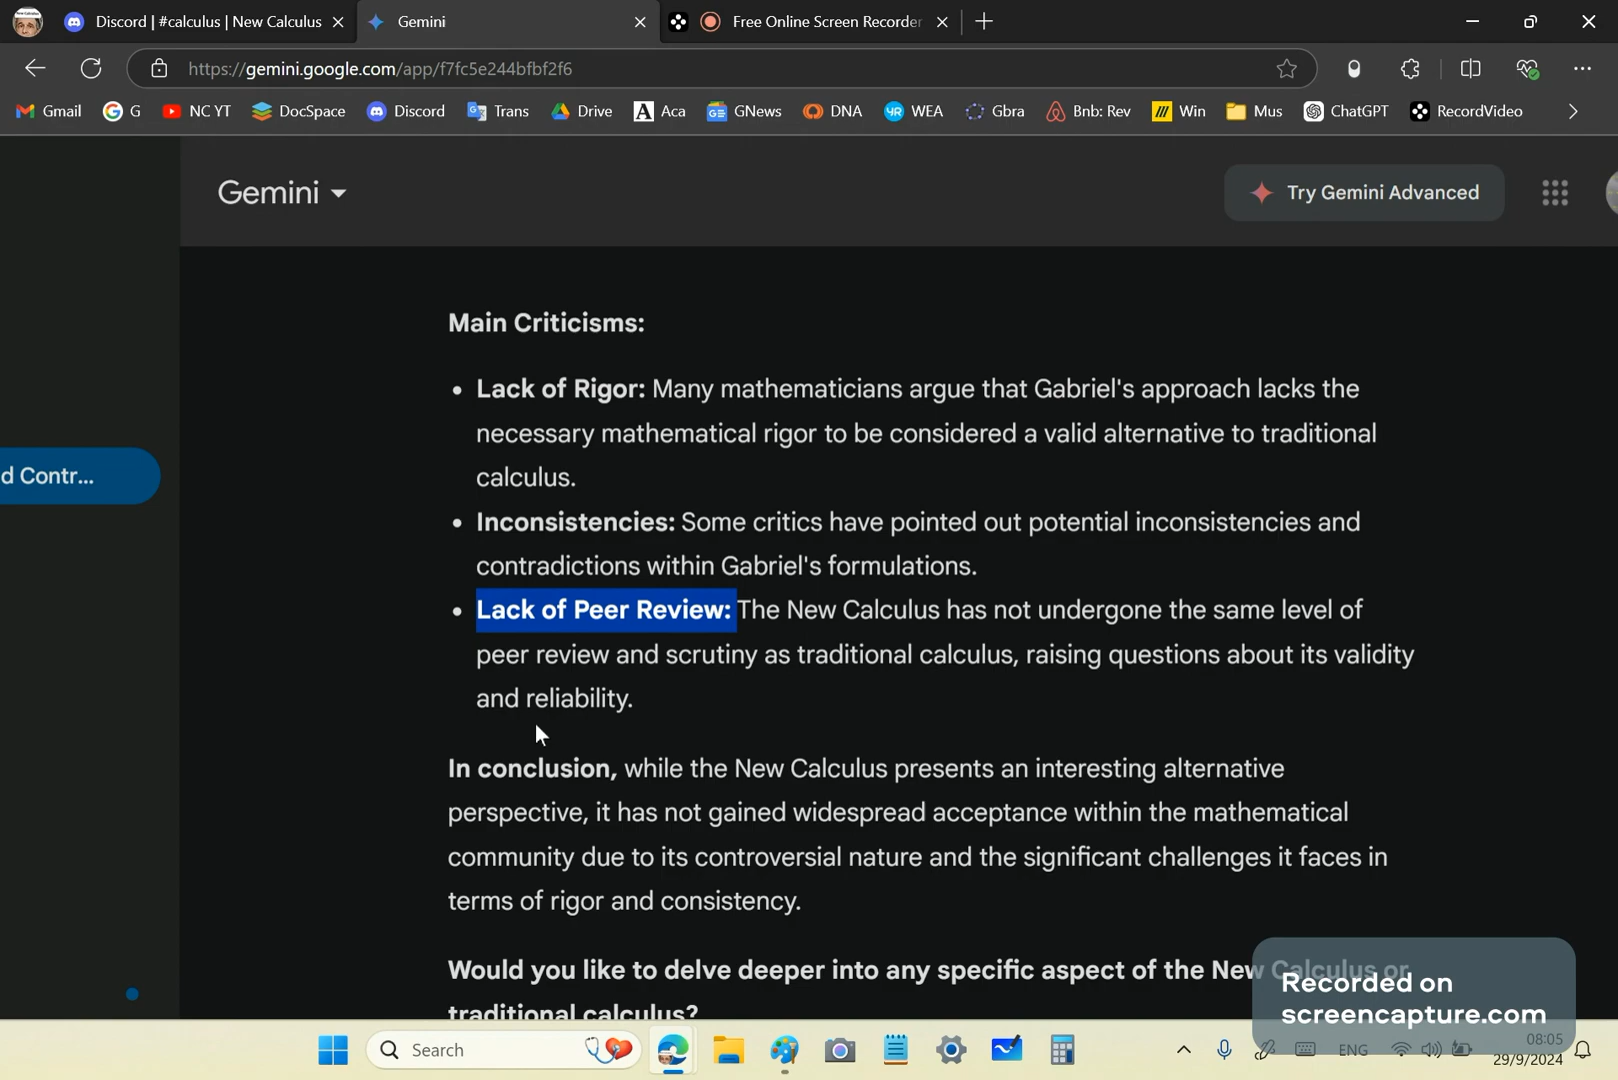 Discord | #calculus | New Calculus
Gemini
Free Online Screen Recorder
https://gemini.google.com/app/f7fc5e244bfbf2f6
Gmail G NC YT DocSpace Discord Trans Drive Aca GNews DNA WEA Gbra Bnb: Rev Win Mus ChatGPT RecordVideo
Gemini
Try Gemini Advanced
d Contr...
Main Criticisms:
• Lack of Rigor: Many mathematicians argue that Gabriel's approach lacks the
necessary mathematical rigor to be considered a valid alternative to traditional
calculus.
• Inconsistencies: Some critics have pointed out potential inconsistencies and
contradictions within Gabriel's formulations.
• Lack of Peer Review: The New Calculus has not undergone the same level of
peer review and scrutiny as traditional calculus, raising questions about its validity
and reliability.
In conclusion, while the New Calculus presents an interesting alternative
perspective, it has not gained widespread acceptance within the mathematical
community due to its controversial nature and the significant challenges it faces in
terms of rigor and consistency.
Would you like to delve deeper into any specific aspect of the New Calculus or
traditional calculus?
Recorded on
screencapture.com
Search
ENG
08:05
29/9/2024